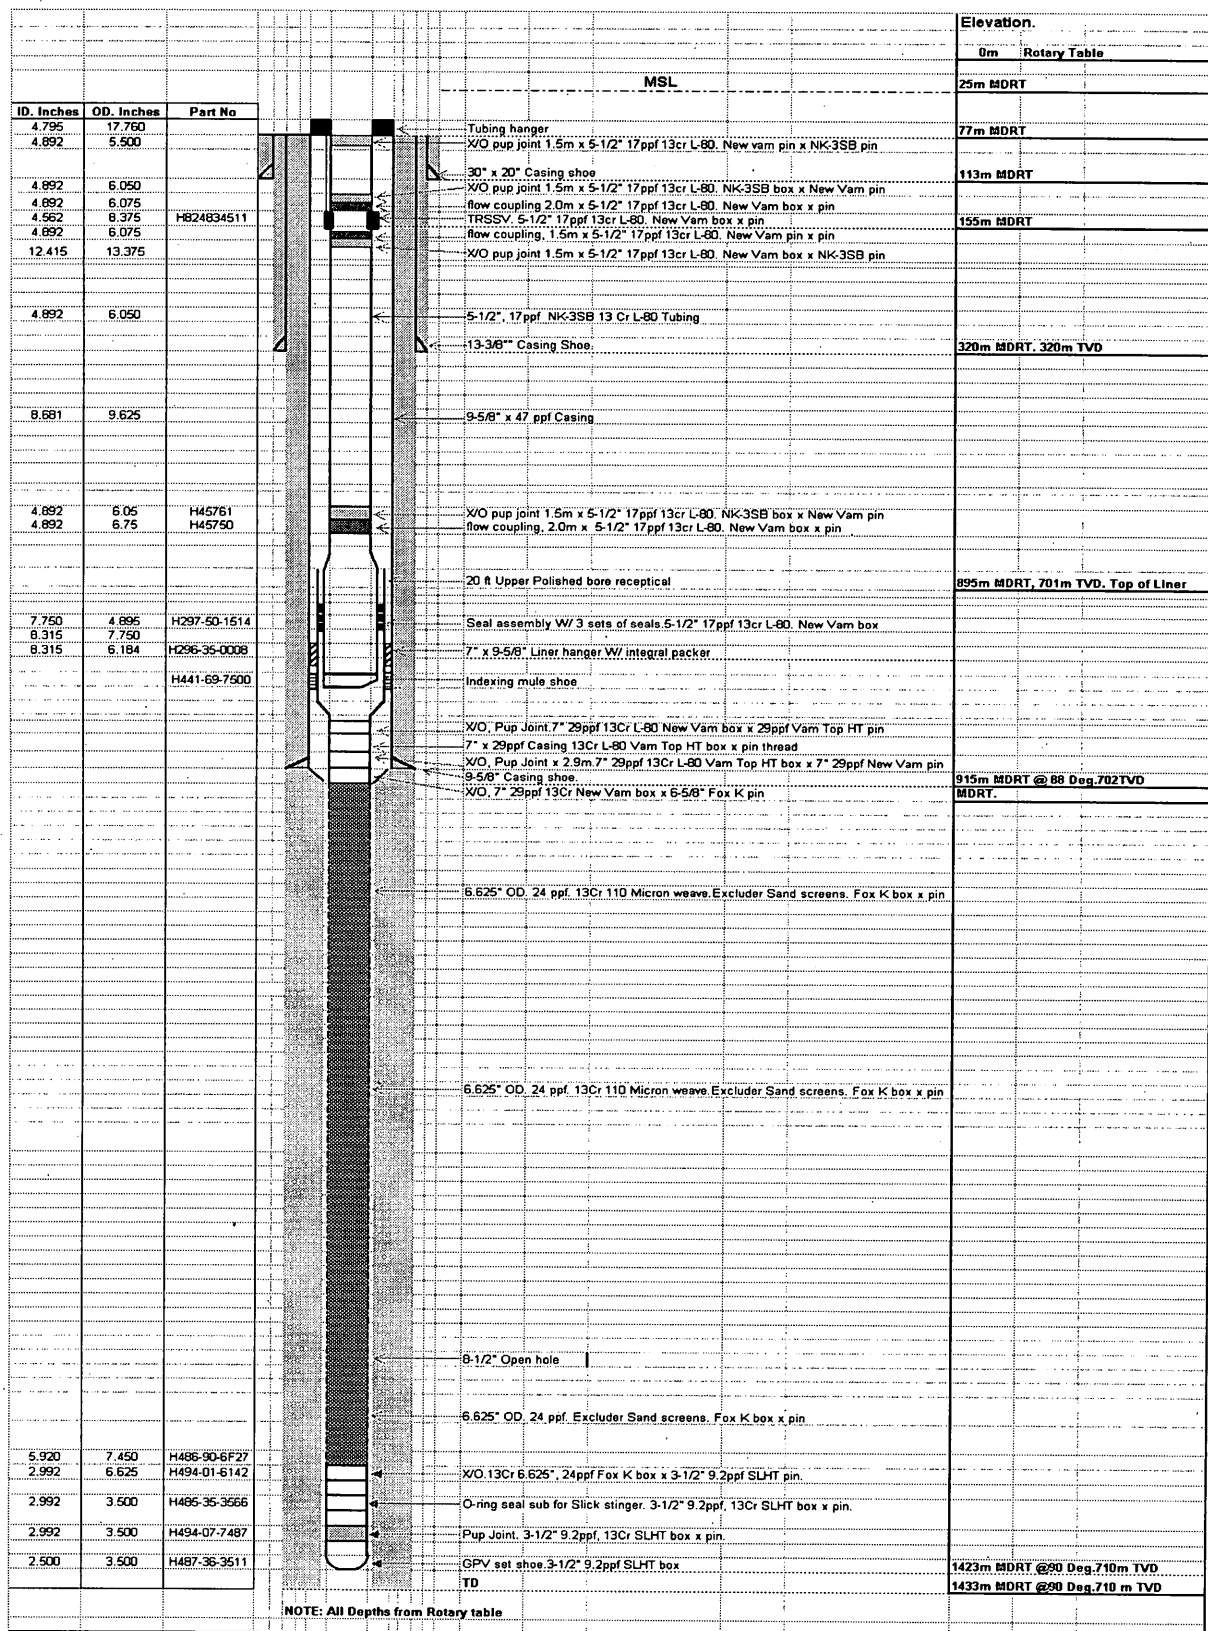 Elevation.
0m Rotary Table
MSL
25m MDRT
ID. Inches OD. Inches Part No
4.795 17.760 Tubing hanger 77m MDRT
4.892 5.500 X/O pup joint 1.5m x 5-1/2" 17ppf 13cr L-80. New vam pin x NK-3SB pin
30" x 20" Casing shoe 113m MDRT
4.892 6.050 X/O pup joint 1.5m x 5-1/2" 17ppf 13cr L-80. NK-3SB box x New Vam pin
4.892 6.075 flow coupling 2.0m x 5-1/2" 17ppf 13cr L-80. New Vam box x pin
4.562 8.375 H824834511 TRSSV. 5-1/2" 17ppf 13cr L-80. New Vam box x pin 155m MDRT
4.892 6.075 flow coupling, 1.5m x 5-1/2" 17ppf 13cr L-80. New Vam pin x pin
12.415 13.375 X/O pup joint 1.5m x 5-1/2" 17ppf 13cr L-80. New Vam box x NK-3SB pin
4.892 6.050 5-1/2", 17ppf NK-3SB 13 Cr L-80 Tubing
13-3/8"" Casing Shoe. 320m MDRT. 320m TVD
8.681 9.625 9-5/8" x 47 ppf Casing
4.892 6.05 H45761 X/O pup joint 1.5m x 5-1/2" 17ppf 13cr L-80. NK-3SB box x New Vam pin
4.892 6.75 H45750 flow coupling, 2.0m x 5-1/2" 17ppf 13cr L-80. New Vam box x pin
20 ft Upper Polished bore receptical 895m MDRT, 701m TVD. Top of Liner
7.750 4.895 H297-50-1514 Seal assembly W/ 3 sets of seals.5-1/2" 17ppf 13cr L-80. New Vam box
8.315 7.750
8.315 6.184 H296-35-0008 7" x 9-5/8" Liner hanger W/ integral packer
H441-69-7500 Indexing mule shoe
X/O, Pup Joint.7" 29ppf 13Cr L-80 New Vam box x 29ppf Vam Top HT pin
7" x 29ppf Casing 13Cr L-80 Vam Top HT box x pin thread
X/O, Pup Joint x 2.9m.7" 29ppf 13Cr L-80 Vam Top HT box x 7" 29ppf New Vam pin
9-5/8" Casing shoe. 915m MDRT @ 88 Deg.702TVD
X/O, 7" 29ppf 13Cr New Vam box x 6-5/8" Fox K pin MDRT.
6.625" OD. 24 ppf. 13Cr 110 Micron weave.Excluder Sand screens. Fox K box x pin
6.625" OD. 24 ppf. 13Cr 110 Micron weave.Excluder Sand screens. Fox K box x pin
8-1/2" Open hole
6.625" OD. 24 ppf. Excluder Sand screens. Fox K box x pin
5.920 7.450 H486-90-6F27
2.992 6.625 H494-01-6142 X/O.13Cr 6.625", 24ppf Fox K box x 3-1/2" 9.2ppf SLHT pin.
2.992 3.500 H485-35-3566 O-ring seal sub for Slick stinger. 3-1/2" 9.2ppf, 13Cr SLHT box x pin.
2.992 3.500 H494-07-7487 Pup Joint. 3-1/2" 9.2ppf, 13Cr SLHT box x pin.
2.500 3.500 H487-36-3511 GPV set shoe.3-1/2" 9.2ppf SLHT box 1423m MDRT @90 Deg.710m TVD
TD 1433m MDRT @90 Deg.710 m TVD
NOTE: All Depths from Rotary table